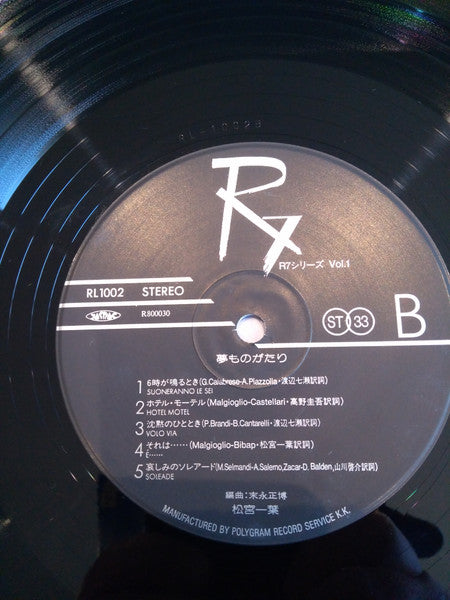 RL-1002B
R7
R7シリーズ Vol.1
RL1002 STEREO
R800030
ST 33
B
夢ものがたり
1 6時が鳴るとき(G.Calabrese-A.Piazzolla・渡辺七瀬訳詞)
SUONERANNO LE SEI
2 ホテル・モーテル(Malgioglio-Castellari・高野圭吾訳詞)
HOTEL MOTEL
3 沈黙のひととき(P.Brandi-B.Cantarelli・渡辺七瀬訳詞)
VOLO VIA
4 それは……(Malgioglio-Bibap・松宮一葉訳詞)
E……
5 哀しみのソレアード(M.Selmandi-A.Salerno,Zacar-D.Balden,山川啓介訳詞)
SOLEADE
編曲:末永正博
松宮一葉
MANUFACTURED BY POLYGRAM RECORD SERVICE K.K.